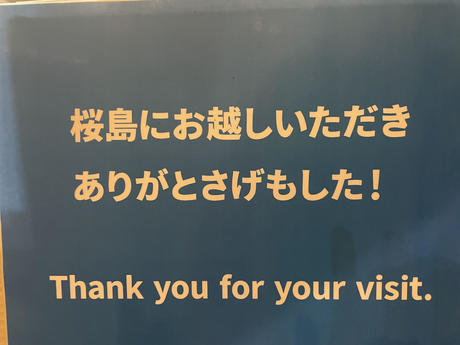 桜島にお越しいただき
ありがとさげもした！
Thank you for your visit.